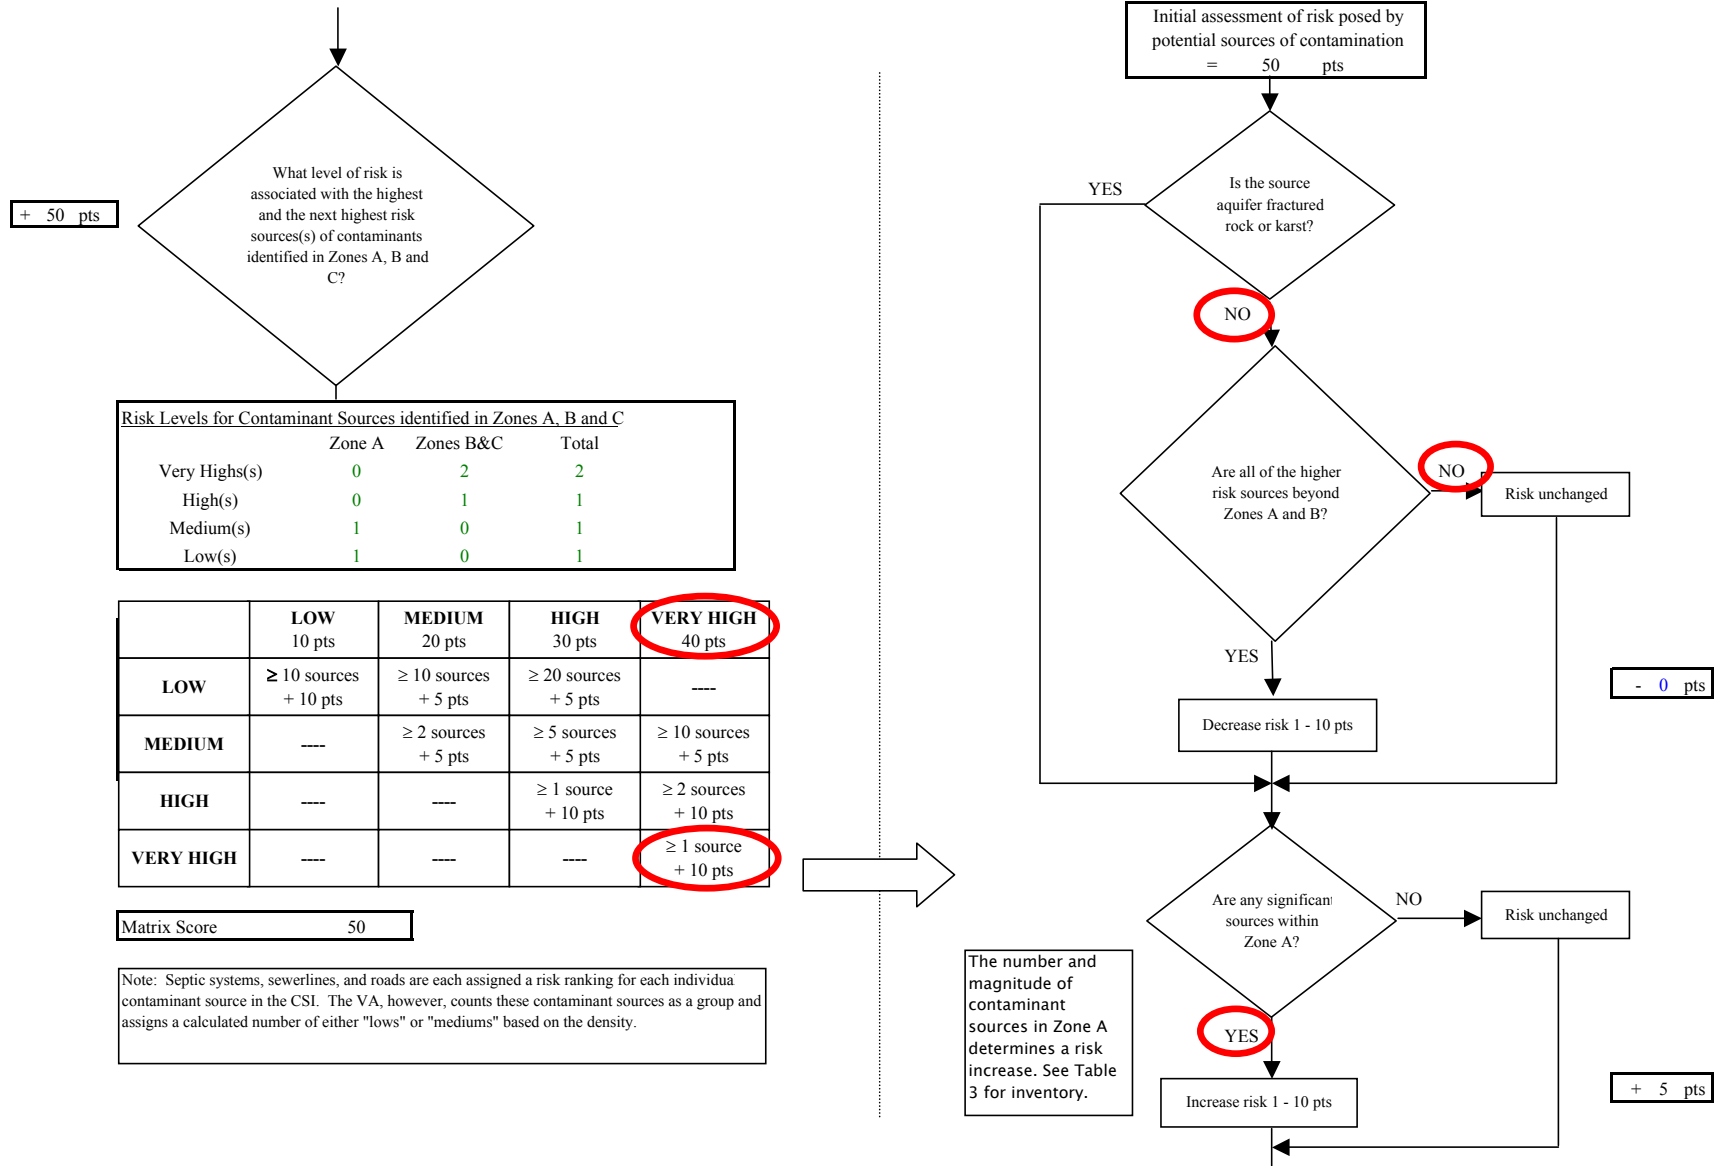 What level of risk is
associated with the highest
and the next highest risk
sources(s) of contaminants
identified in Zones A, B and
C?
+ 50 pts
Risk Levels for Contaminant Sources identified in Zones A, B and C
Zone A Zones B&C Total
Very Highs(s) 0 2 2
High(s) 0 1 1
Medium(s) 1 0 1
Low(s) 1 0 1
LOW MEDIUM HIGH VERY HIGH
10 pts 20 pts 30 pts 40 pts
LOW
≥ 10 sources
+ 10 pts
≥ 10 sources
+ 5 pts
≥ 20 sources
+ 5 pts
----
MEDIUM
----
≥ 2 sources
+ 5 pts
≥ 5 sources
+ 5 pts
≥ 10 sources
+ 5 pts
HIGH
----
----
≥ 1 source
+ 10 pts
≥ 2 sources
+ 10 pts
VERY HIGH
----
----
----
≥ 1 source
+ 10 pts
Matrix Score 50
Note: Septic systems, sewerlines, and roads are each assigned a risk ranking for each individua
contaminant source in the CSI. The VA, however, counts these contaminant sources as a group and
assigns a calculated number of either "lows" or "mediums" based on the density.
Initial assessment of risk posed by
potential sources of contamination
= 50 pts
Is the source
aquifer fractured
rock or karst?
YES
NO
Are all of the higher
risk sources beyond
Zones A and B?
NO
Risk unchanged
YES
- 0 pts
Decrease risk 1 - 10 pts
Are any significant
sources within
Zone A?
NO
Risk unchanged
The number and
magnitude of
contaminant
sources in Zone A
determines a risk
increase. See Table
3 for inventory.
YES
+ 5 pts
Increase risk 1 - 10 pts